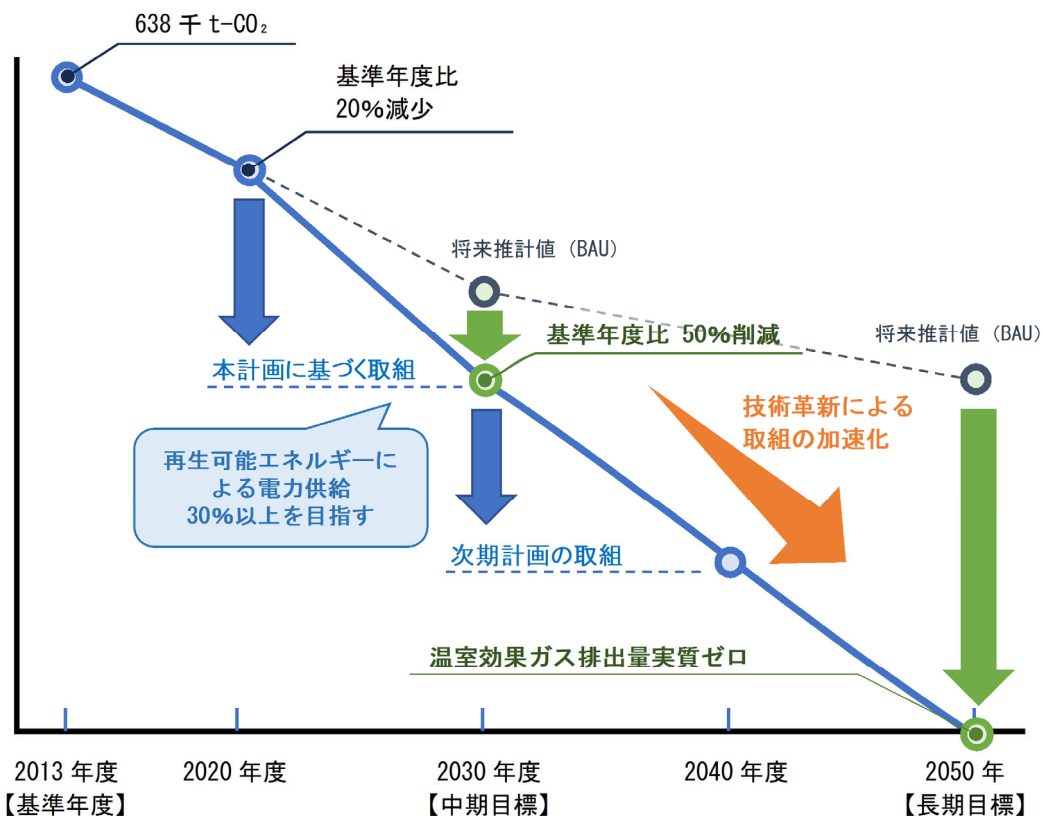 638 千 t-CO₂
基準年度比
20%減少
将来推計値（BAU）
基準年度比 50%削減
将来推計値（BAU）
本計画に基づく取組
技術革新による
取組の加速化
再生可能エネルギーに
よる電力供給
30%以上を目指す
次期計画の取組
温室効果ガス排出量実質ゼロ
2013 年度
【基準年度】
2020 年度
2030 年度
【中期目標】
2040 年度
2050 年
【長期目標】